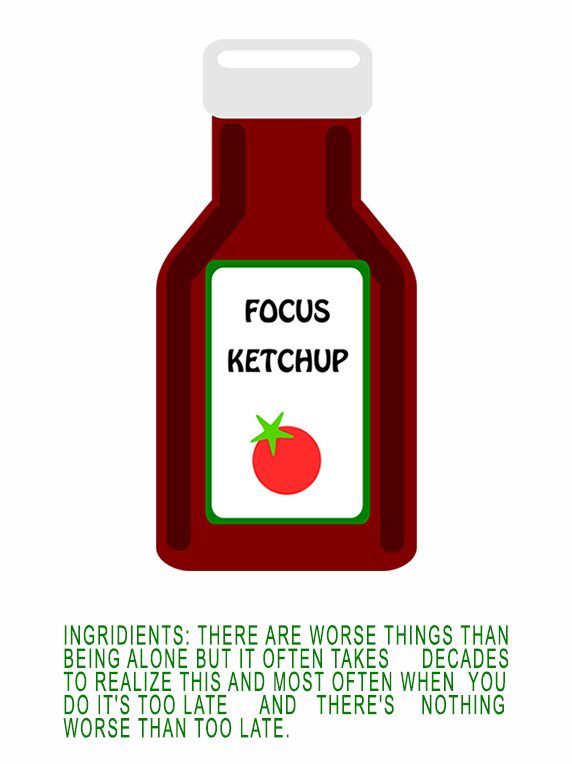 FOCUS
KETCHUP
INGRIDIENTS: THERE ARE WORSE THINGS THAN
BEING ALONE BUT IT OFTEN TAKES DECADES
TO REALIZE THIS AND MOST OFTEN WHEN YOU
DO IT'S TOO LATE AND THERE'S NOTHING
WORSE THAN TOO LATE.